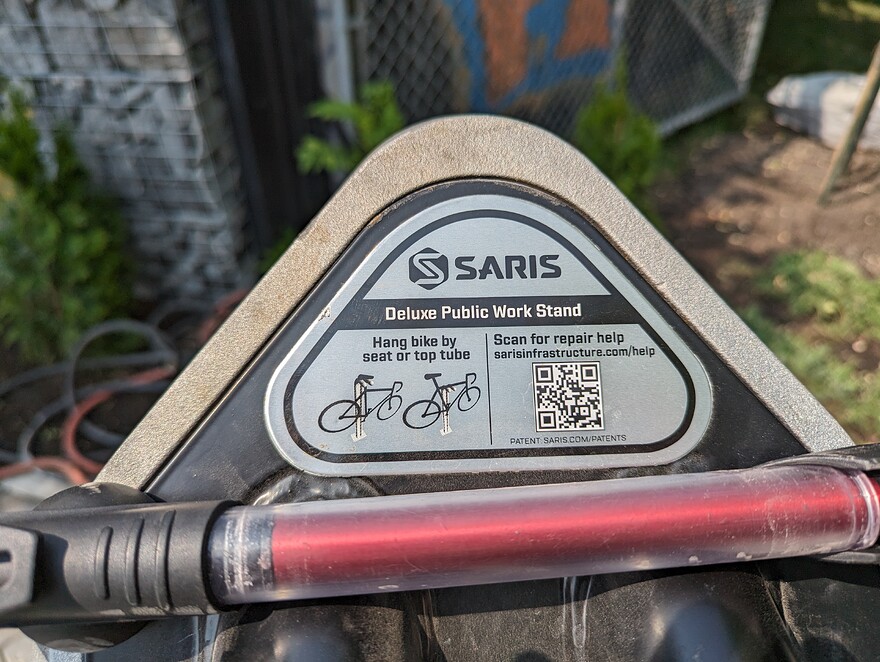 SARIS
Deluxe Public Work Stand
Hang bike by
seat or top tube
Scan for repair help
sarisinfrastructure.com/help
PATENT: SARIS.COM/PATENTS